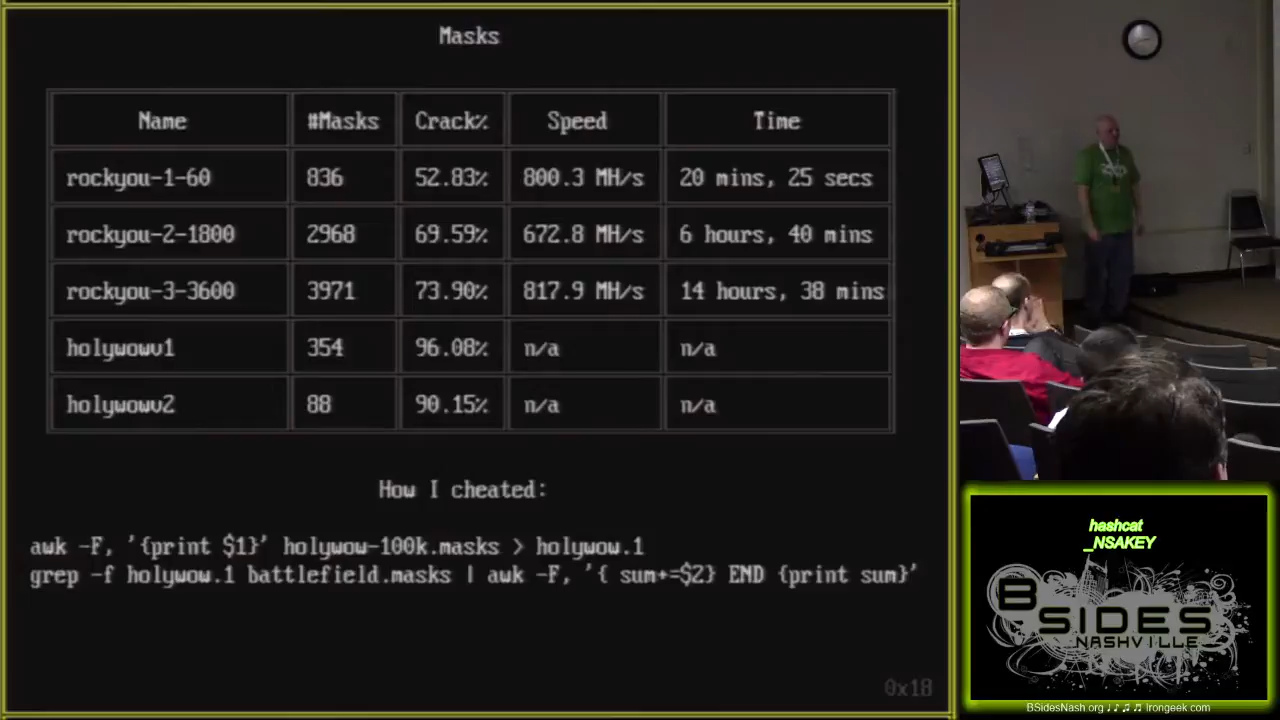 Masks
Name #Masks Crack% Speed Time
rockyou-1-60 836 52.83% 800.3 MH/s 20 mins, 25 secs
rockyou-2-1800 2968 69.59% 672.8 MH/s 6 hours, 40 mins
rockyou-3-3600 3971 73.90% 817.9 MH/s 14 hours, 38 mins
holywowv1 354 96.08% n/a n/a
holywowv2 88 90.15% n/a n/a
How I cheated:
awk -F, '{print $1}' holywow-100k.masks > holywow.1
grep -f holywow.1 battlefield.masks | awk -F, '{ sum+=$2} END {print sum}'
0x18
hashcat
_NSAKEY
BSIDES
NASHVILLE
BSidesNash.org ♩♪♫♬ Irongeek.com